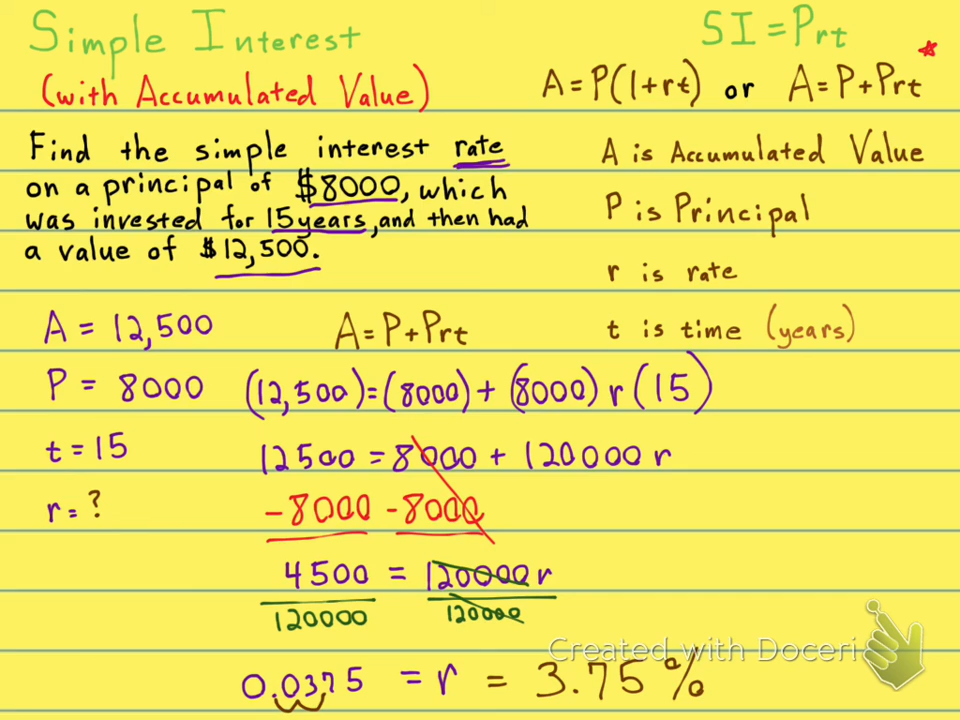 Simple Interest
SI = Prt
(with Accumulated Value)
A = P(1+rt) or A = P + Prt
Find the simple interest rate
on a principal of $8000, which
was invested for 15 years, and then had
a value of $12,500.
A is Accumulated Value
P is Principal
r is rate
t is time (years)
A = 12,500
P = 8000
t = 15
r = ?
A = P + Prt
(12,500) = (8000) + (8000) r (15)
12500 = 8000 + 120000 r
- 8000 - 8000
4500 = 120000 r
120000 120000
0.0375 = r = 3.75 %
Created with Doceri